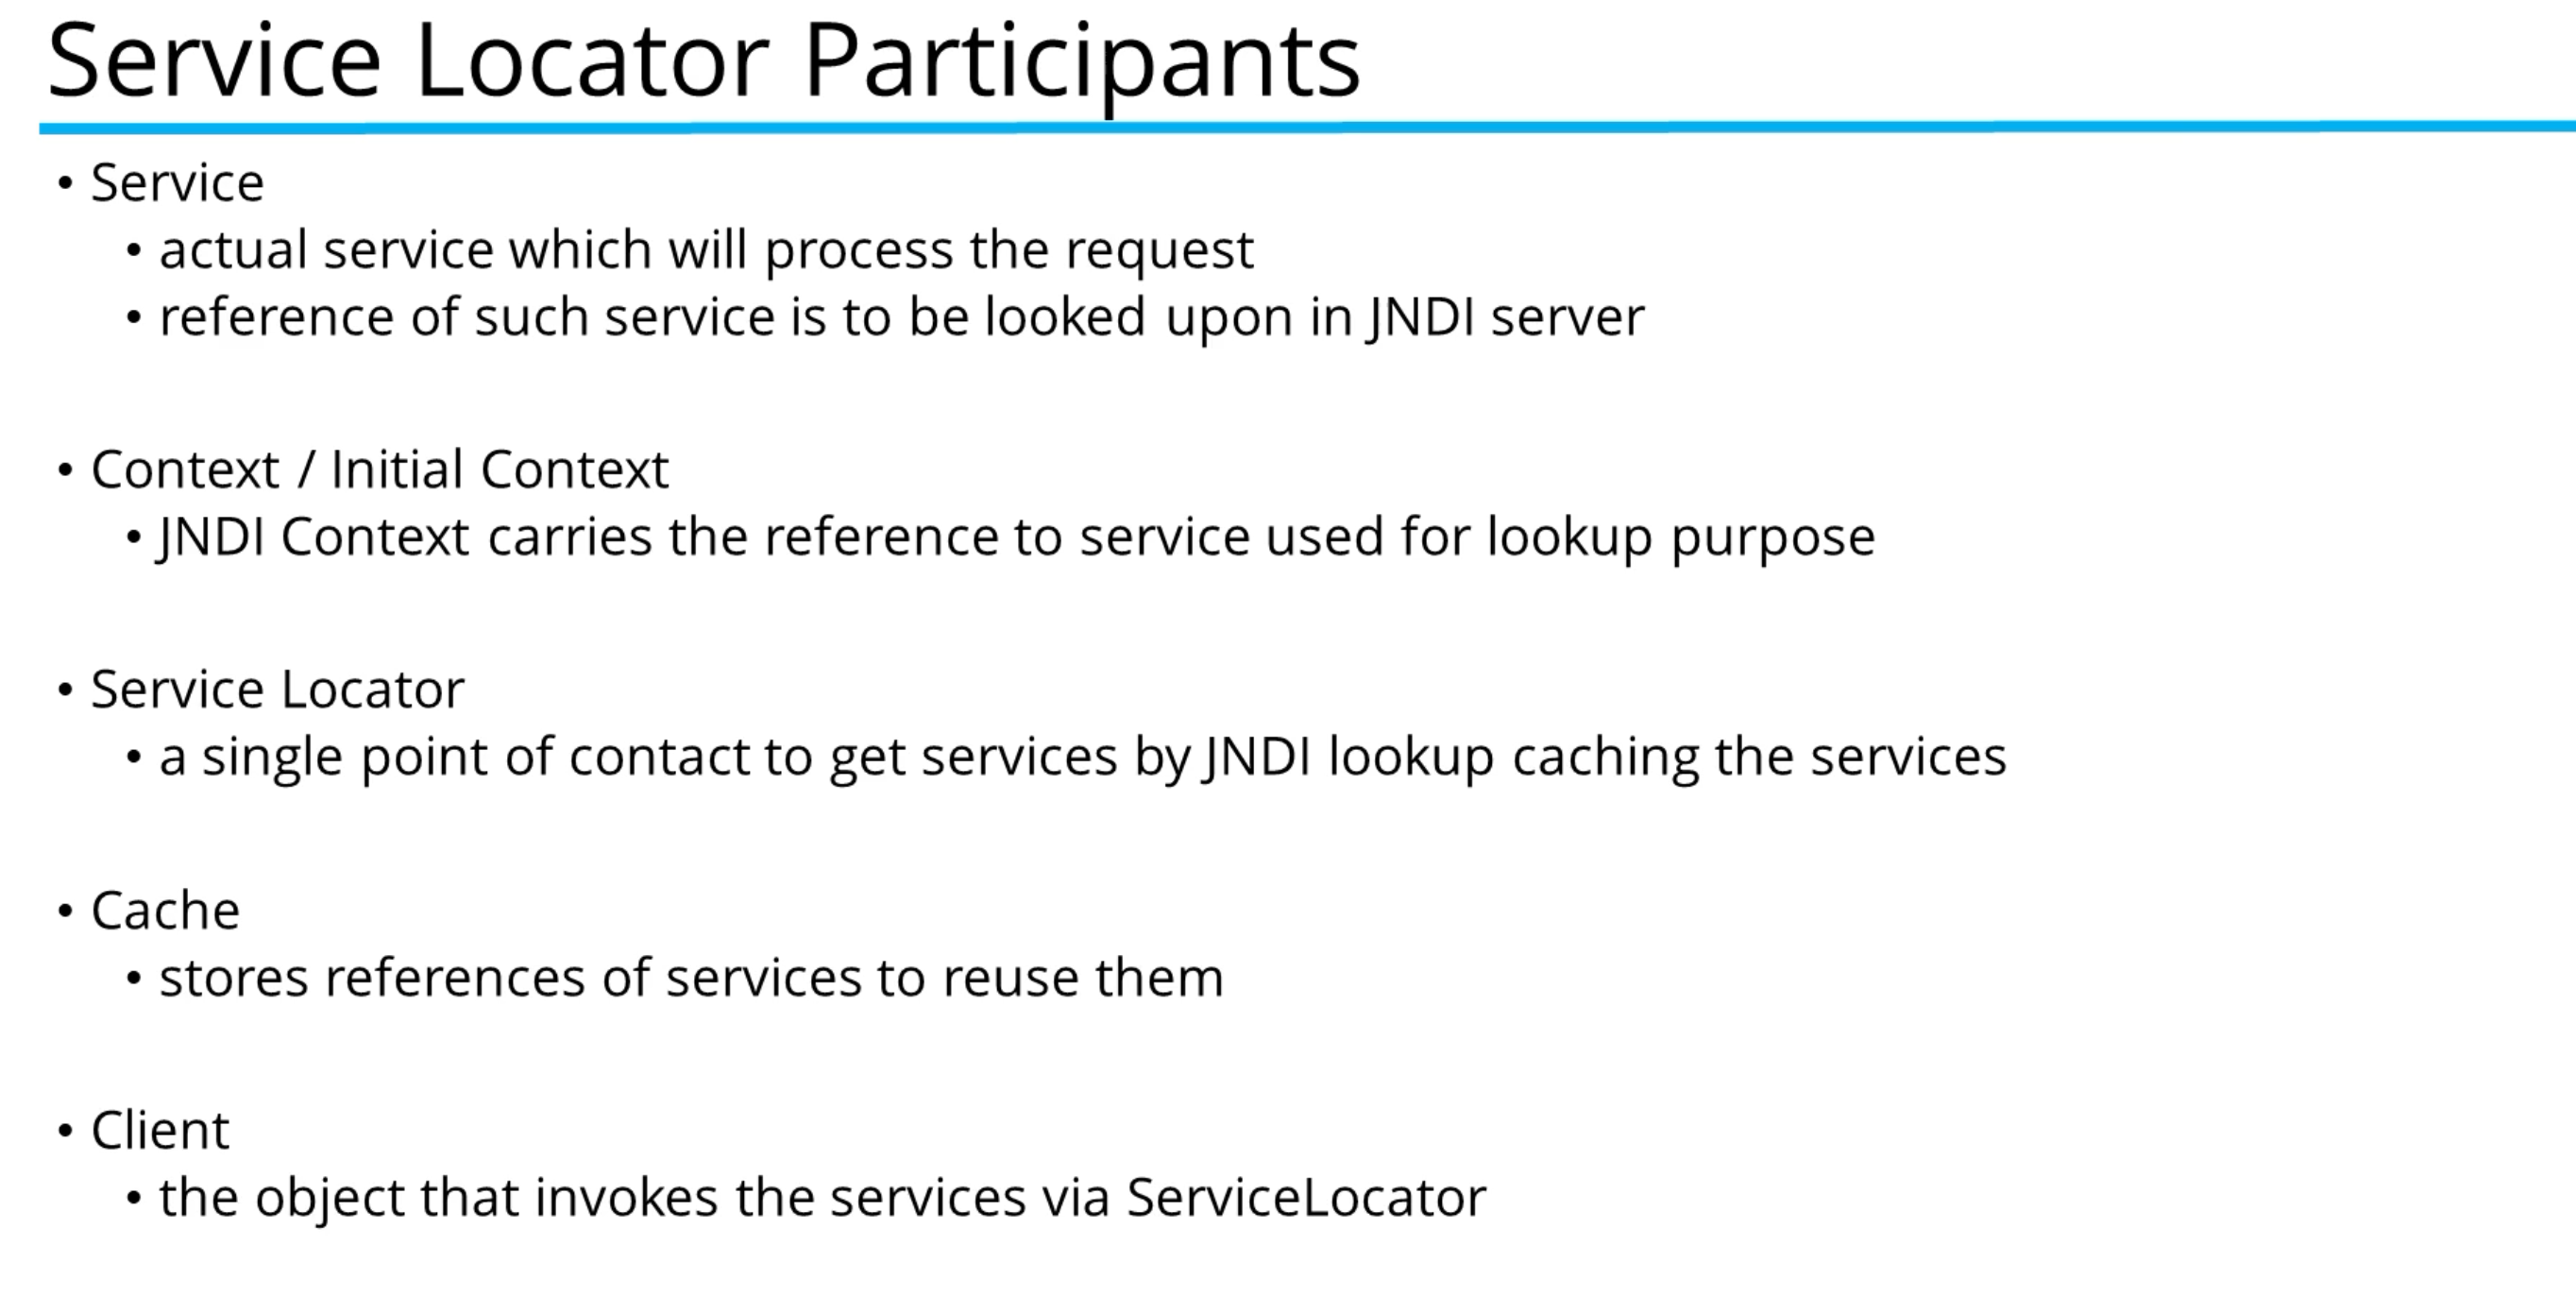 Service Locator Participants
• Service
• actual service which will process the request
• reference of such service is to be looked upon in JNDI server
• Context / Initial Context
• JNDI Context carries the reference to service used for lookup purpose
• Service Locator
• a single point of contact to get services by JNDI lookup caching the services
• Cache
• stores references of services to reuse them
• Client
• the object that invokes the services via ServiceLocator